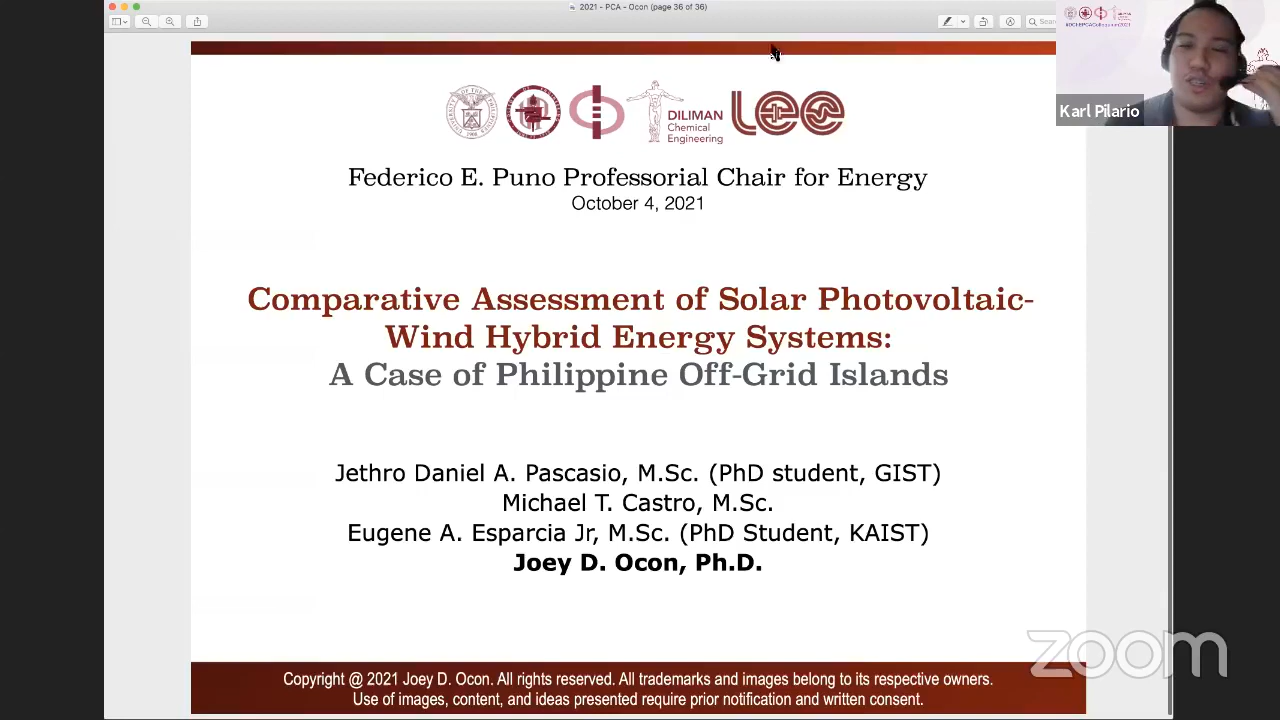 2021 - PCA - Ocon (page 36 of 36)
Karl Pilario
DILIMAN
Chemical
Engineering
Lee
Federico E. Puno Professorial Chair for Energy
October 4, 2021
Comparative Assessment of Solar Photovoltaic-
Wind Hybrid Energy Systems:
A Case of Philippine Off-Grid Islands
Jethro Daniel A. Pascasio, M.Sc. (PhD student, GIST)
Michael T. Castro, M.Sc.
Eugene A. Esparcia Jr, M.Sc. (PhD Student, KAIST)
Joey D. Ocon, Ph.D.
zoom
Copyright @ 2021 Joey D. Ocon. All rights reserved. All trademarks and images belong to its respective owners.
Use of images, content, and ideas presented require prior notification and written consent.